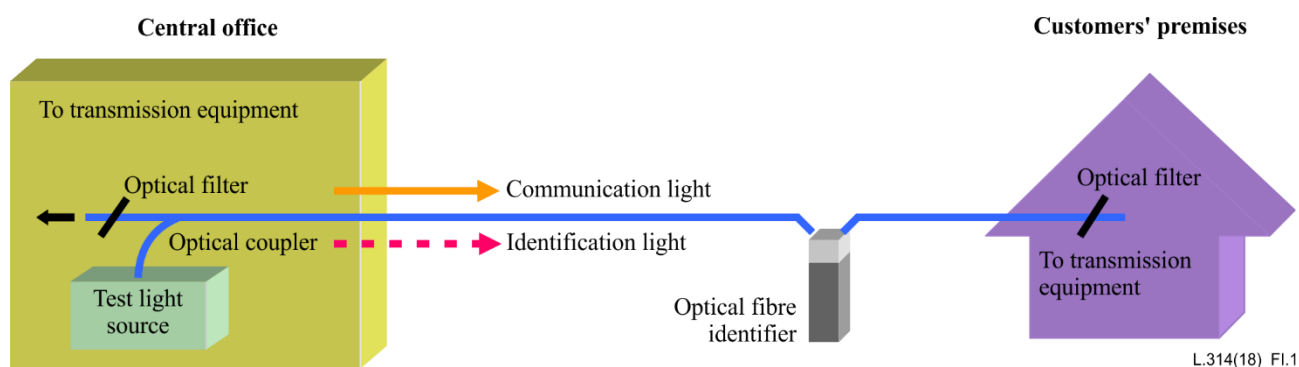 Central office
Customers' premises
To transmission equipment
Optical filter
Communication light
Optical coupler
Identification light
Test light
source
Optical fibre
identifier
Optical filter
To transmission
equipment
L.314(18) FI.1